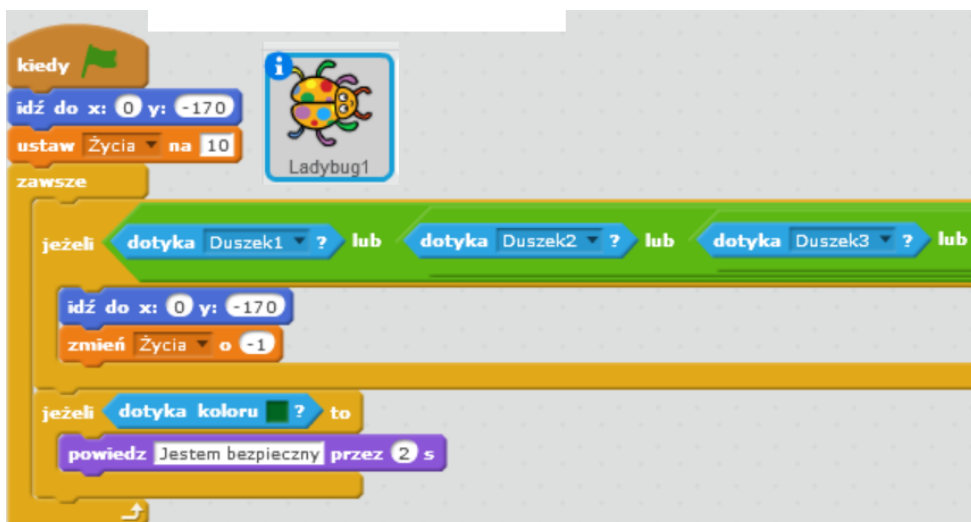 kiedy
idź do x: 0 y: -170
ustaw Życia na 10
i
Ladybug1
zawsze
jeżeli dotyka Duszek1 ? lub dotyka Duszek2 ? lub dotyka Duszek3 ? lub
idź do x: 0 y: -170
zmień Życia o -1
jeżeli dotyka koloru ? to
powiedz Jestem bezpieczny przez 2 s